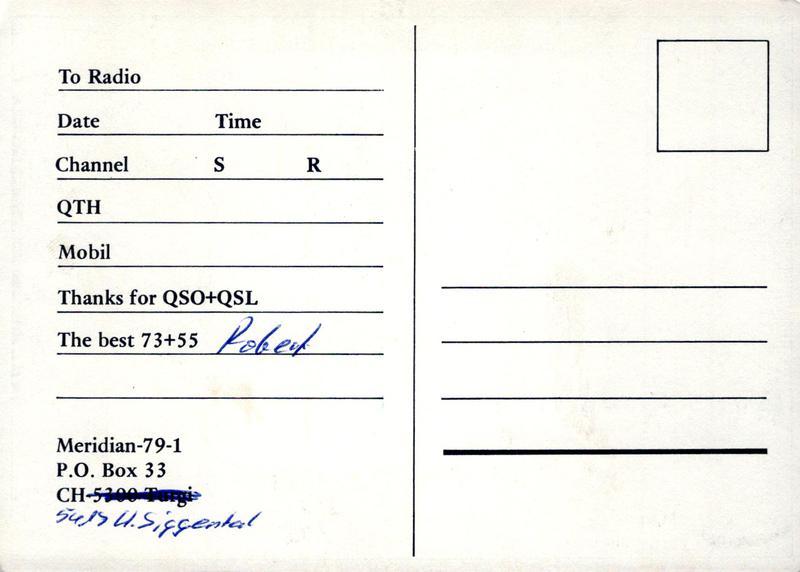 To Radio
Date Time
Channel S R
QTH
Mobil
Thanks for QSO+QSL
The best 73+55 Robert
Meridian-79-1
P.O. Box 33
CH-5300 Turgi
U. Siggental